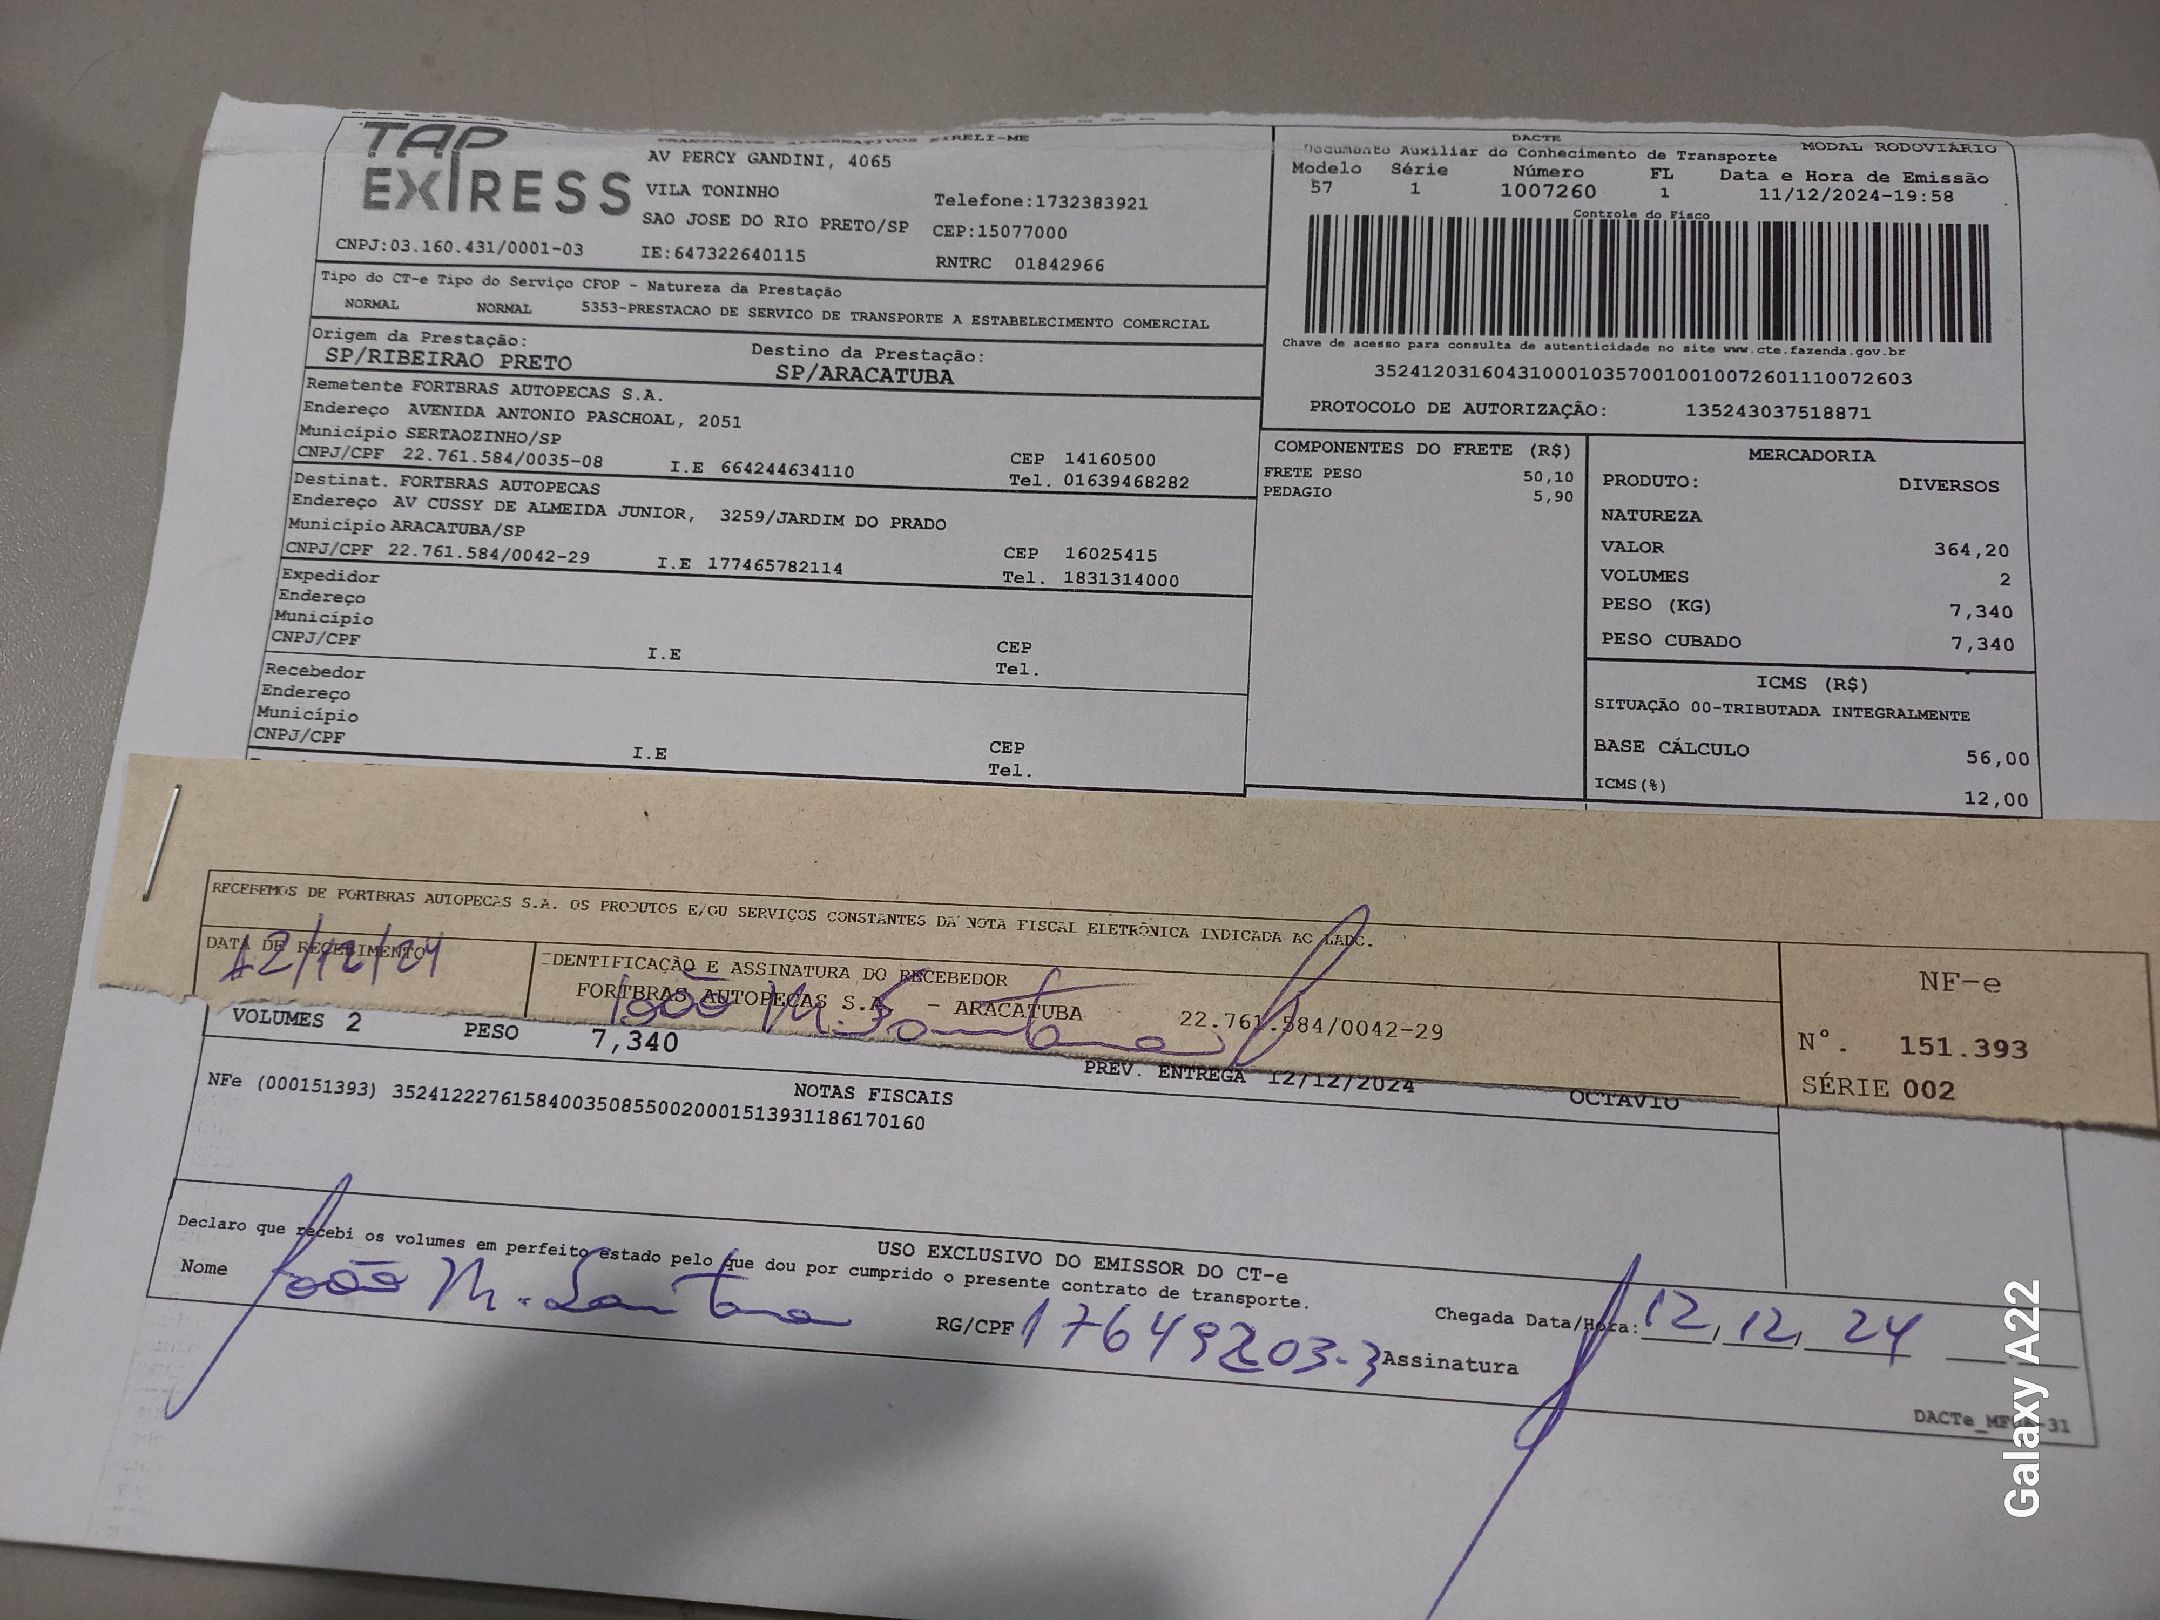 TAP
EXPRESS
TRANSPORTES ALTERNATIVOS EIRELI-ME
AV PERCY GANDINI, 4065
VILA TONINHO
SAO JOSE DO RIO PRETO/SP
Telefone:1732383921
CEP:15077000
CNPJ:03.160.431/0001-03
IE:647322640115
RNTRC 01842966
DACTE
Documento Auxiliar do Conhecimento de Transporte
MODAL RODOVIÁRIO
Modelo Série Número FL Data e Hora de Emissão
57 1 1007260 1 11/12/2024-19:58
Controle do Fisco
Chave de acesso para consulta de autenticidade no site www.cte.fazenda.gov.br
35241203160431000103570010010072601110072603
PROTOCOLO DE AUTORIZAÇÃO: 135243037518871
Tipo do CT-e Tipo do Serviço CFOP - Natureza da Prestação
NORMAL NORMAL 5353-PRESTACAO DE SERVICO DE TRANSPORTE A ESTABELECIMENTO COMERCIAL
Origem da Prestação: Destino da Prestação:
SP/RIBEIRAO PRETO SP/ARACATUBA
Remetente FORTBRAS AUTOPECAS S.A.
Endereço AVENIDA ANTONIO PASCHOAL, 2051
Município SERTAOZINHO/SP
CEP 14160500
CNPJ/CPF 22.761.584/0035-08 I.E 664244634110 Tel. 01639468282
Destinat. FORTBRAS AUTOPECAS
Endereço AV CUSSY DE ALMEIDA JUNIOR, 3259/JARDIM DO PRADO
Município ARACATUBA/SP
CEP 16025415
CNPJ/CPF 22.761.584/0042-29 I.E 177465782114 Tel. 1831314000
Expedidor
Endereço
Município
CEP
CNPJ/CPF I.E Tel.
Recebedor
Endereço
Município
CEP
CNPJ/CPF I.E Tel.
COMPONENTES DO FRETE (R$)
FRETE PESO 50,10
PEDAGIO 5,90
MERCADORIA
PRODUTO: DIVERSOS
NATUREZA
VALOR 364,20
VOLUMES 2
PESO (KG) 7,340
PESO CUBADO 7,340
ICMS (R$)
SITUAÇÃO 00-TRIBUTADA INTEGRALMENTE
BASE CÁLCULO 56,00
ICMS(%) 12,00
RECEBEMOS DE FORTBRAS AUTOPECAS S.A. OS PRODUTOS E/OU SERVIÇOS CONSTANTES DA NOTA FISCAL ELETRÔNICA INDICADA AO LADO.
DATA DE RECEBIMENTO
12/12/24
IDENTIFICAÇÃO E ASSINATURA DO RECEBEDOR
FORTBRAS AUTOPECAS S.A. - ARACATUBA 22.761.584/0042-29
João M. Santana
NF-e
N°. 151.393
SÉRIE 002
VOLUMES 2 PESO 7,340 PREV. ENTREGA 12/12/2024 OCTAVIO
NOTAS FISCAIS
NFe (000151393) 35241222761584003508550020001513931186170160
USO EXCLUSIVO DO EMISSOR DO CT-e
Declaro que recebi os volumes em perfeito estado pelo que dou por cumprido o presente contrato de transporte.
Nome João M. Santana RG/CPF 17649203-3 Assinatura
Chegada Data/Hora: 12, 12, 24
Galaxy A22